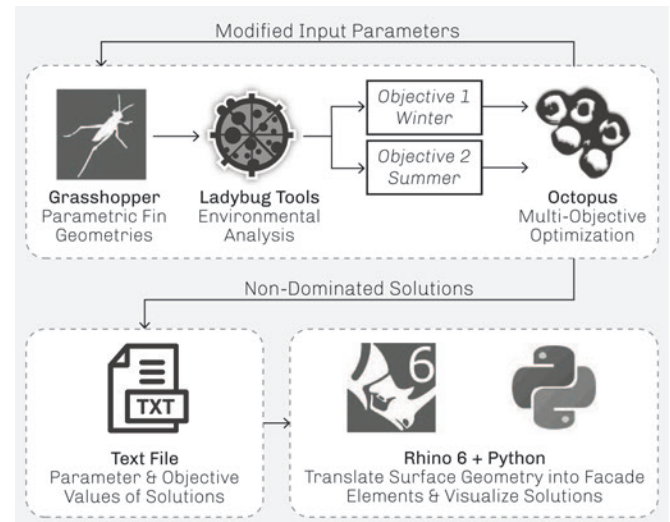 Modified Input Parameters
Objective 1
Winter
Objective 2
Summer
Grasshopper
Parametric Fin
Geometries
Ladybug Tools
Environmental
Analysis
Octopus
Multi-Objective
Optimization
Non-Dominated Solutions
TXT
6
Text File
Parameter & Objective
Values of Solutions
Rhino 6 + Python
Translate Surface Geometry into Facade
Elements & Visualize Solutions